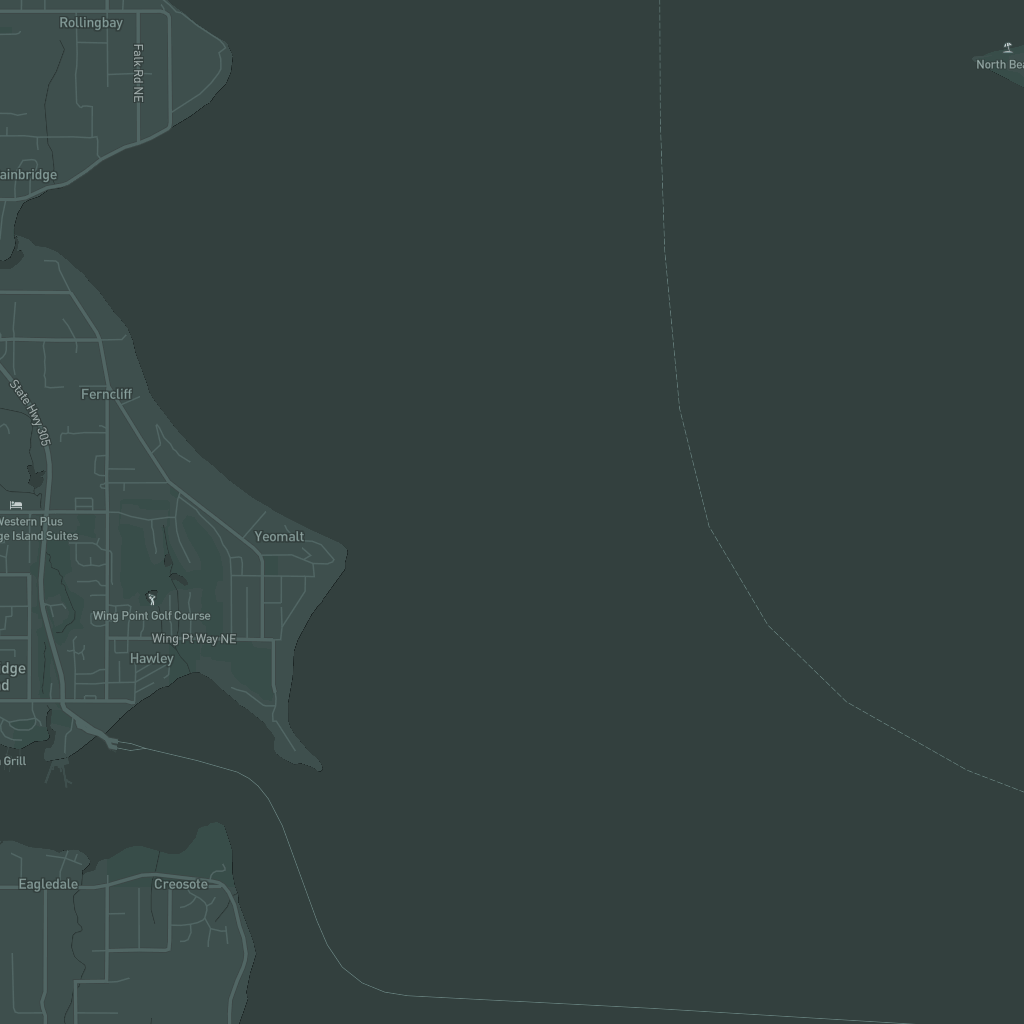 Rollingbay
Falk Rd NE
North Bea
ainbridge
State Hwy 305
Ferncliff
Western Plus
ge Island Suites
Yeomalt
Wing Point Golf Course
Wing Pt Way NE
Hawley
dge
nd
Grill
Eagledale
Creosote